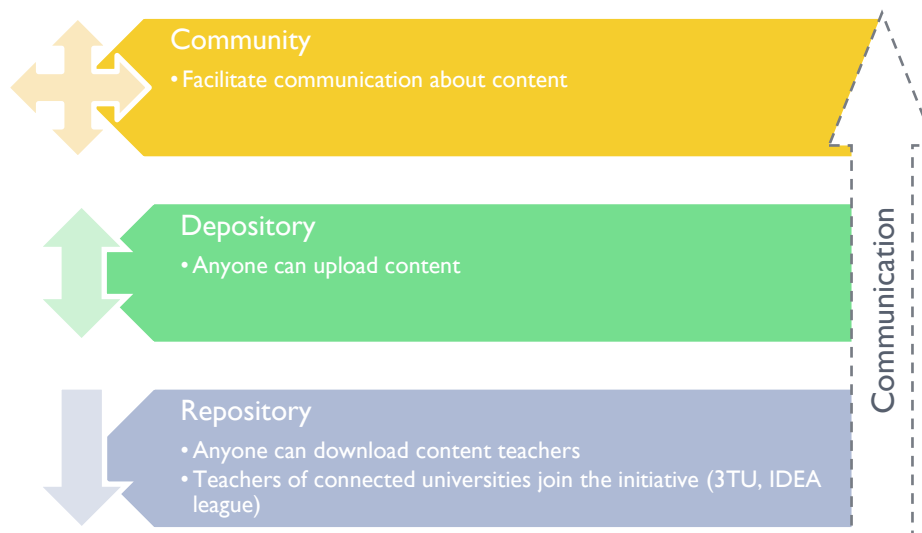 Community
• Facilitate communication about content
Depository
• Anyone can upload content
Repository
• Anyone can download content teachers
• Teachers of connected universities join the initiative (3TU, IDEA
league)
Communication